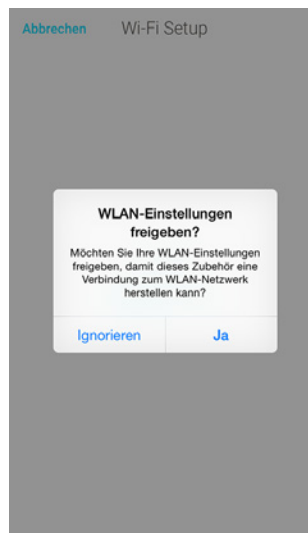 Abbrechen Wi-Fi Setup
WLAN-Einstellungen
freigeben?
Möchten Sie Ihre WLAN-Einstellungen
freigeben, damit dieses Zubehör eine
Verbindung zum WLAN-Netzwerk
herstellen kann?
Ignorieren Ja